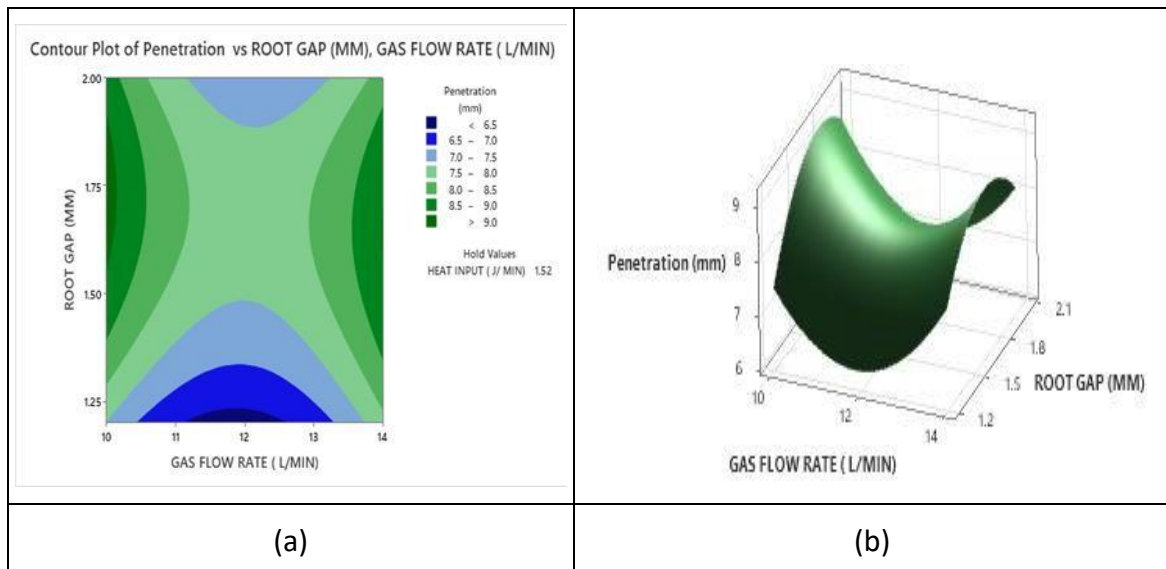 Contour Plot of Penetration vs ROOT GAP (MM), GAS FLOW RATE ( L/MIN)
2.00
1.75
1.50
1.25
ROOT GAP (MM)
10 11 12 13 14
GAS FLOW RATE ( L/MIN)
Penetration
(mm)
< 6.5
6.5 – 7.0
7.0 – 7.5
7.5 – 8.0
8.0 – 8.5
8.5 – 9.0
> 9.0
Hold Values
HEAT INPUT ( J/ MIN) 1.52
9
8
7
6
Penetration (mm)
10
12
14
GAS FLOW RATE ( L/MIN)
2.1
1.8
1.5
1.2
ROOT GAP (MM)
(a)
(b)